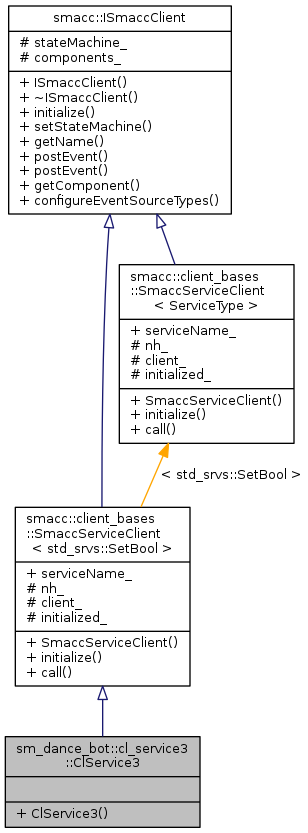 smacc::ISmaccClient
# stateMachine_
# components_
+ ISmaccClient()
+ ~ISmaccClient()
+ initialize()
+ setStateMachine()
+ getName()
+ postEvent()
+ postEvent()
+ getComponent()
+ configureEventSourceTypes()
smacc::client_bases
::SmaccServiceClient
< ServiceType >
+ serviceName_
# nh_
# client_
# initialized_
+ SmaccServiceClient()
+ initialize()
+ call()
< std_srvs::SetBool >
smacc::client_bases
::SmaccServiceClient
< std_srvs::SetBool >
+ serviceName_
# nh_
# client_
# initialized_
+ SmaccServiceClient()
+ initialize()
+ call()
sm_dance_bot::cl_service3
::ClService3
+ ClService3()